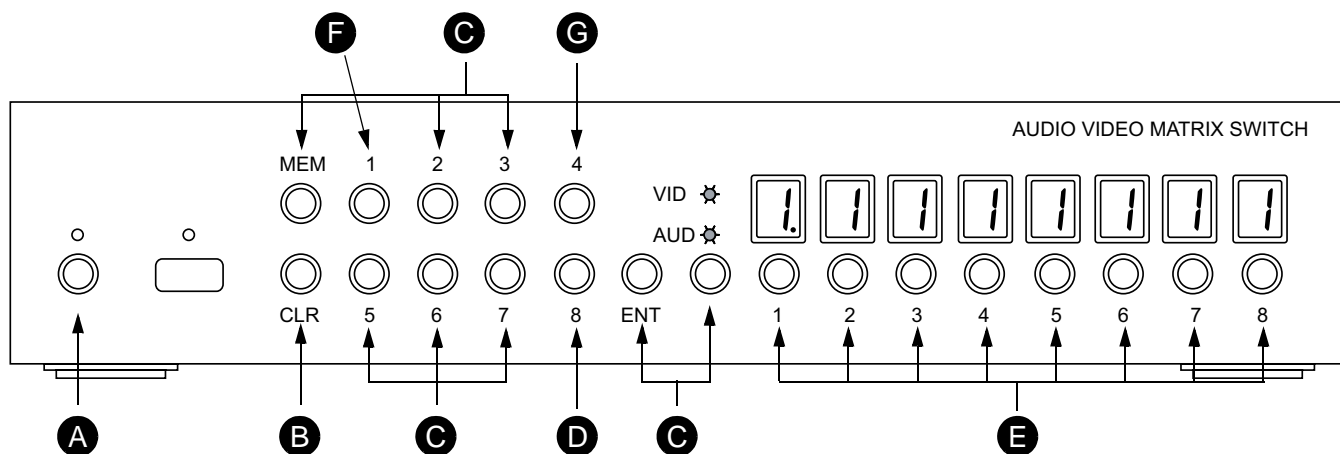 F C G
AUDIO VIDEO MATRIX SWITCH
MEM 1 2 3 4
VID 1. 1 1 1 1 1 1 1
AUD
CLR 5 6 7 8 ENT 1 2 3 4 5 6 7 8
A B C D C E